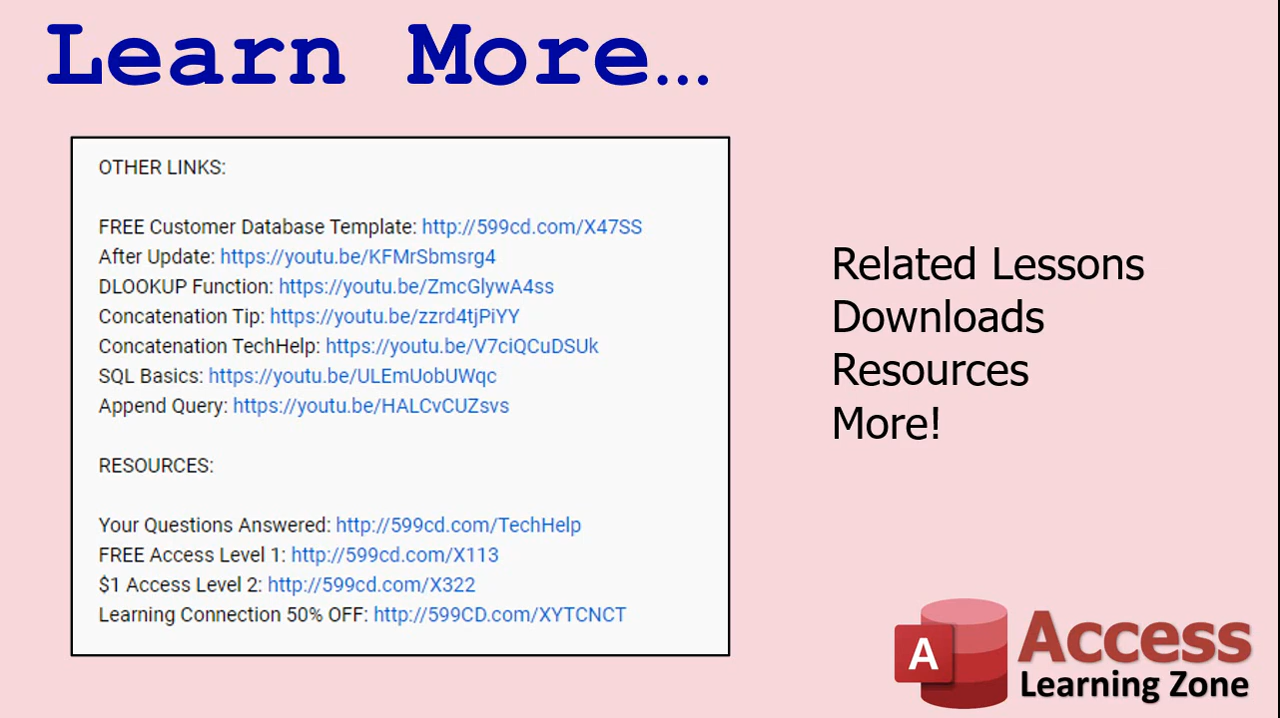 Learn More...
OTHER LINKS:
FREE Customer Database Template: http://599cd.com/X47SS
After Update: https://youtu.be/KFMrSbmsrg4
DLOOKUP Function: https://youtu.be/ZmcGlywA4ss
Concatenation Tip: https://youtu.be/zzrd4tjPiYY
Concatenation TechHelp: https://youtu.be/V7ciQCuDSUk
SQL Basics: https://youtu.be/ULEmUobUWqc
Append Query: https://youtu.be/HALCvCUZsvs
RESOURCES:
Your Questions Answered: http://599cd.com/TechHelp
FREE Access Level 1: http://599cd.com/X113
$1 Access Level 2: http://599cd.com/X322
Learning Connection 50% OFF: http://599CD.com/XYTCNCT
Related Lessons
Downloads
Resources
More!
A
Access
Learning Zone